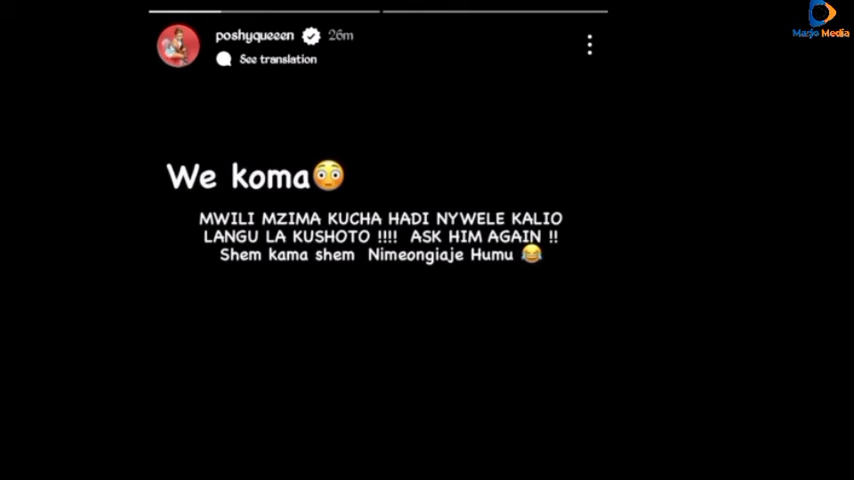 Marjo Media
poshyqueeen 26m
See translation
We koma😳
MWILI MZIMA KUCHA HADI NYWELE KALIO
LANGU LA KUSHOTO !!!! ASK HIM AGAIN !!
Shem kama shem Nimeongiaje Humu 😂